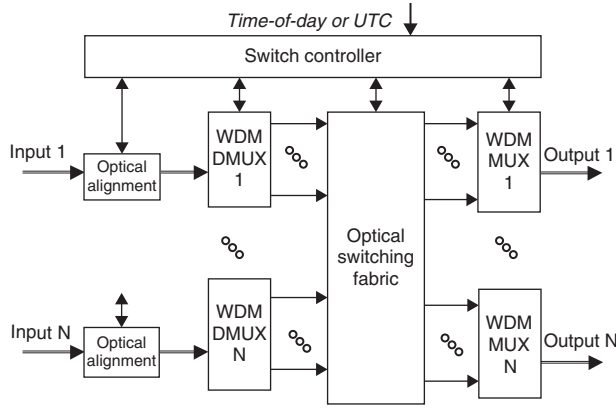 Time-of-day or UTC
Switch controller
Input 1
Optical
alignment
WDM
DMUX
1
WDM
MUX
1
Output 1
Optical
switching
fabric
Input N
Optical
alignment
WDM
DMUX
N
WDM
MUX
N
Output N